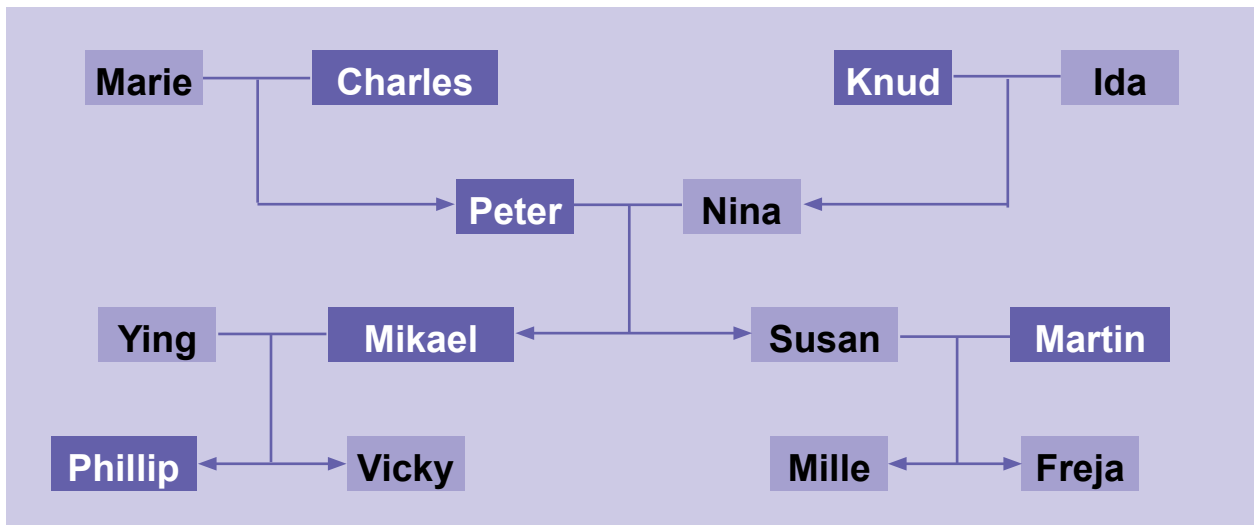 Marie Charles Knud Ida
Peter Nina
Ying Mikael Susan Martin
Phillip Vicky Mille Freja